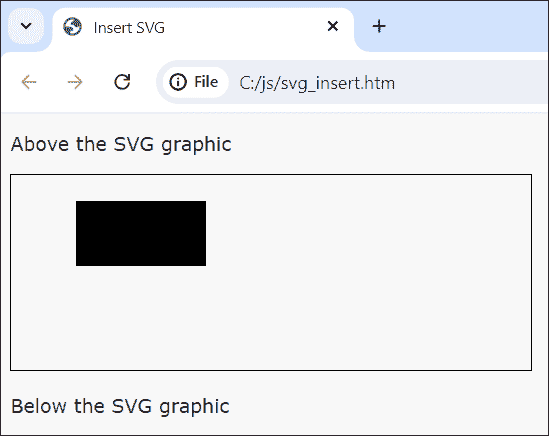 Insert SVG
File C:/js/svg_insert.htm
Above the SVG graphic
Below the SVG graphic